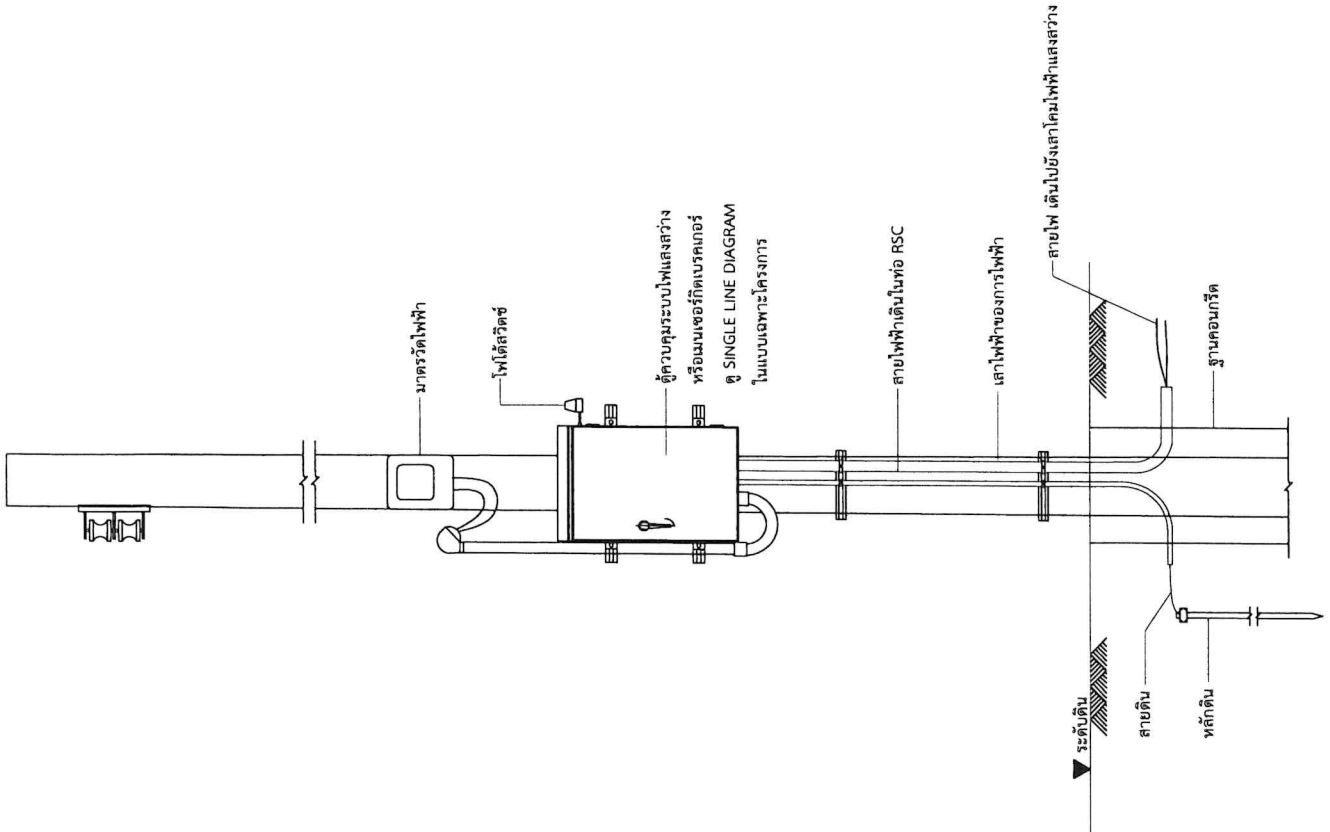 มาตรวัดไฟฟ้า
โฟโต้สวิตช์
ตู้ควบคุมระบบไฟแสงสว่าง
หรือเมนเซอร์กิตเบรคเกอร์
ดู SINGLE LINE DIAGRAM
ในแบบเฉพาะโครงการ
สายไฟฟ้าเดินในท่อ RSC
เสาไฟฟ้าของการไฟฟ้า
สายไฟ เดินไปยังเสาโคมไฟฟ้าแสงสว่าง
ฐานคอนกรีต
ระดับดิน
สายดิน
หลักดิน